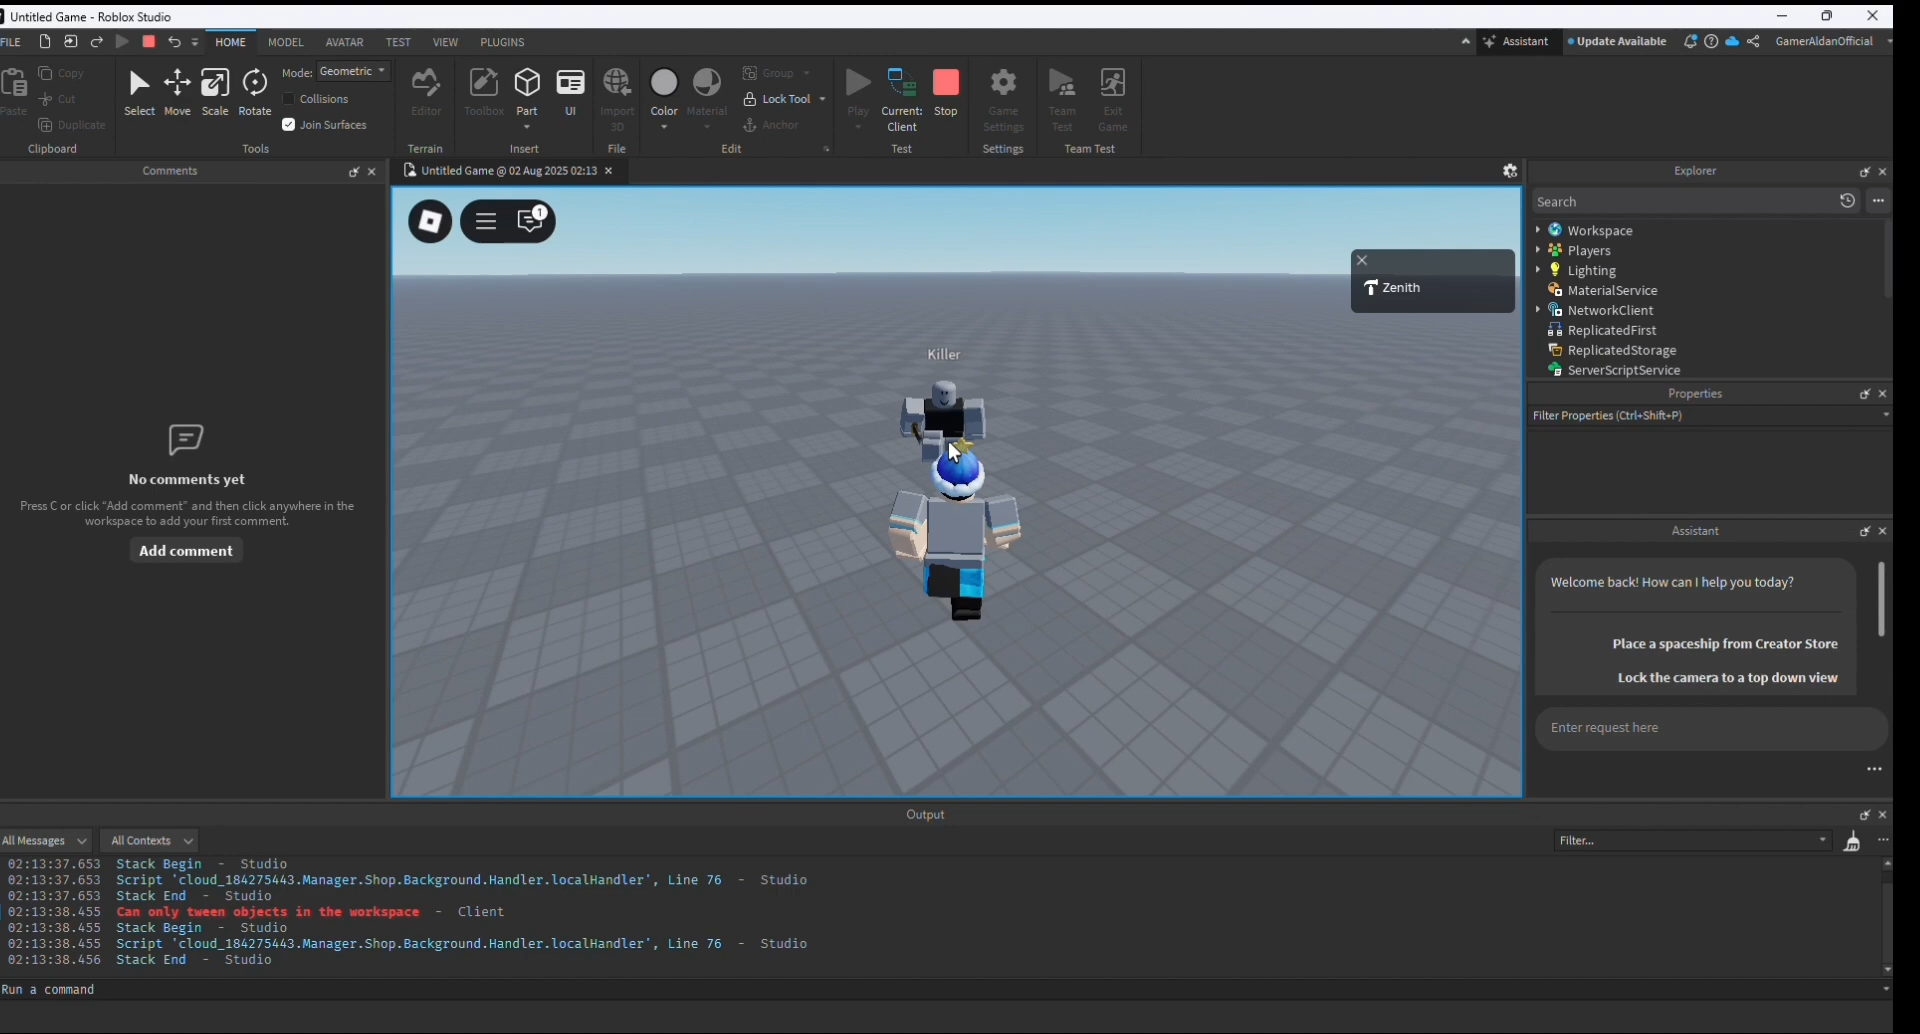 Untitled Game - Roblox Studio
FILE
HOME
MODEL
AVATAR
TEST
VIEW
PLUGINS
Assistant
Update Available
GamerAldanOfficial
Paste
Copy
Cut
Duplicate
Clipboard
Select
Move
Scale
Rotate
Mode: Geometric
Collisions
Join Surfaces
Tools
Editor
Terrain
Toolbox
Part
UI
Insert
Import
3D
File
Color
Material
Group
Lock Tool
Anchor
Edit
Play
Current:
Client
Stop
Test
Game
Settings
Settings
Team
Test
Exit
Game
Team Test
Comments
No comments yet
Press C or click “Add comment” and then click anywhere in the
workspace to add your first comment.
Add comment
Untitled Game @ 02 Aug 2025 02:13
1
Zenith
Killer
Explorer
Search
Workspace
Players
Lighting
MaterialService
NetworkClient
ReplicatedFirst
ReplicatedStorage
ServerScriptService
Properties
Filter Properties (Ctrl+Shift+P)
Assistant
Welcome back! How can I help you today?
Place a spaceship from Creator Store
Lock the camera to a top down view
Enter request here
Output
All Messages
All Contexts
Filter...
02:13:37.653 Stack Begin - Studio
02:13:37.653 Script 'cloud_184275443.Manager.Shop.Background.Handler.localHandler', Line 76 - Studio
02:13:37.653 Stack End - Studio
02:13:38.455 Can only tween objects in the workspace - Client
02:13:38.455 Stack Begin - Studio
02:13:38.455 Script 'cloud_184275443.Manager.Shop.Background.Handler.localHandler', Line 76 - Studio
02:13:38.456 Stack End - Studio
Run a command